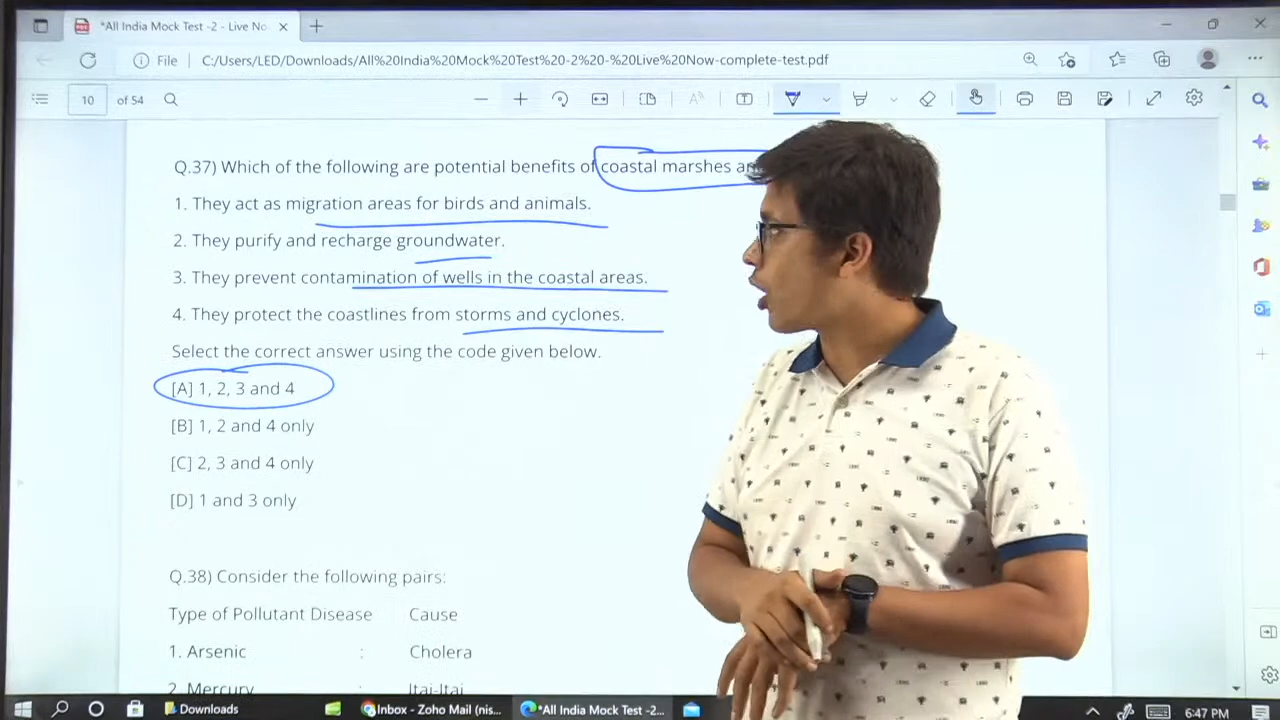 *All India Mock Test -2 - Live No
File C:/Users/LED/Downloads/All%20India%20Mock%20Test%20-2%20-%20Live%20Now-complete-test.pdf
10 of 54
Q.37) Which of the following are potential benefits of coastal marshes
1. They act as migration areas for birds and animals.
2. They purify and recharge groundwater.
3. They prevent contamination of wells in the coastal areas.
4. They protect the coastlines from storms and cyclones.
Select the correct answer using the code given below.
[A] 1, 2, 3 and 4
[B] 1, 2 and 4 only
[C] 2, 3 and 4 only
[D] 1 and 3 only
Q.38) Consider the following pairs:
Type of Pollutant Disease Cause
1. Arsenic : Cholera
2. Mercury : Itai-Itai
Downloads Inbox - Zoho Mail (nis... *All India Mock Test -2... 6:47 PM